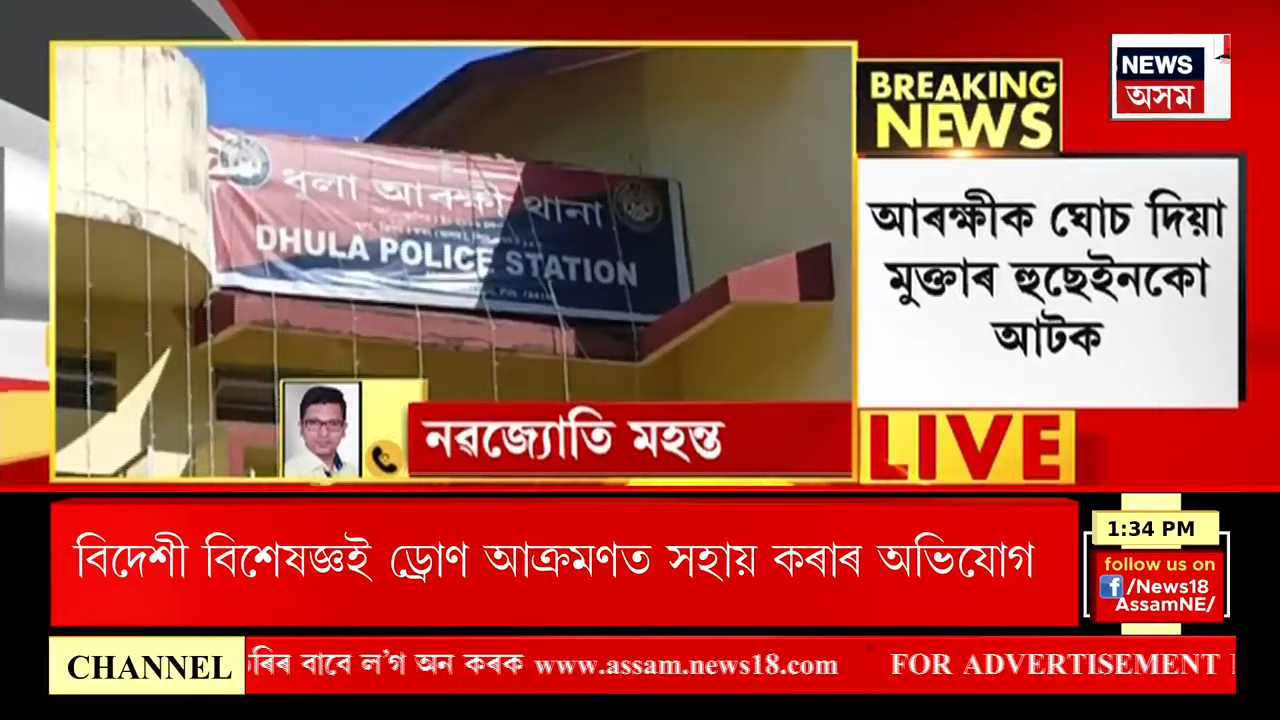 NEWS
অসম
BREAKING
NEWS
ধুলা আৰক্ষী থানা
DHULA POLICE STATION
আৰক্ষীক ঘোচ দিয়া
মুক্তাৰ হুছেইনকো
আটক
নৱজ্যোতি মহন্ত
LIVE
বিদেশী বিশেষজ্ঞই ড্ৰোণ আক্ৰমণত সহায় কৰাৰ অভিযোগ
1:34 PM
follow us on
/News18
AssamNE/
CHANNEL
বাবে ল'গ অন কৰক www.assam.news18.com FOR ADVERTISEMENT